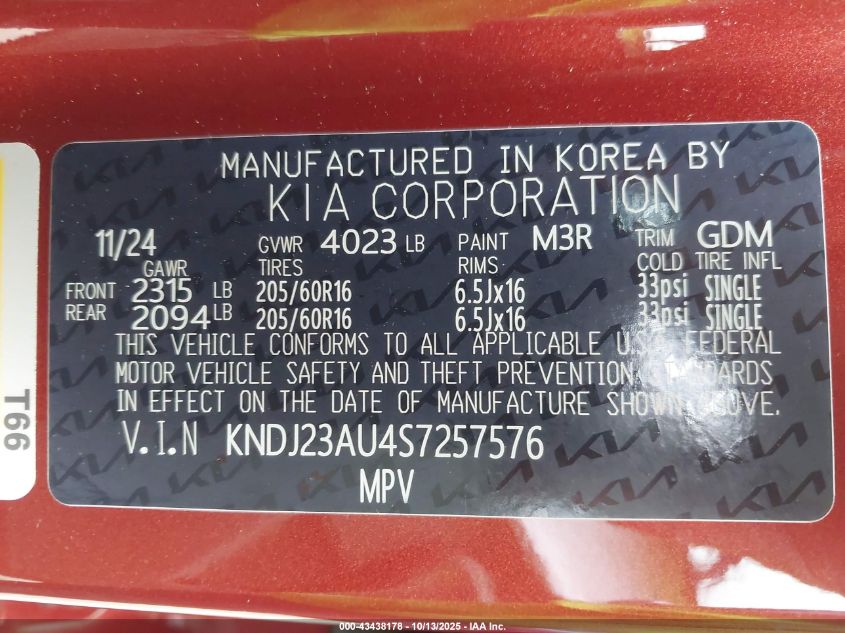 MANUFACTURED IN KOREA BY
KIA CORPORATION
11/24 GVWR 4023 LB PAINT M3R TRIM GDM
GAWR TIRES RIMS COLD TIRE INFL
FRONT 2315 LB 205/60R16 6.5Jx16 33psi SINGLE
REAR 2094 LB 205/60R16 6.5Jx16 33psi SINGLE
THIS VEHICLE CONFORMS TO ALL APPLICABLE U.S.A. FEDERAL
MOTOR VEHICLE SAFETY AND THEFT PREVENTION STANDARDS
IN EFFECT ON THE DATE OF MANUFACTURE SHOWN ABOVE.
V.I.N KNDJ23AU4S7257576
MPV
T66
000-43438178 - 10/13/2025 - IAA Inc.